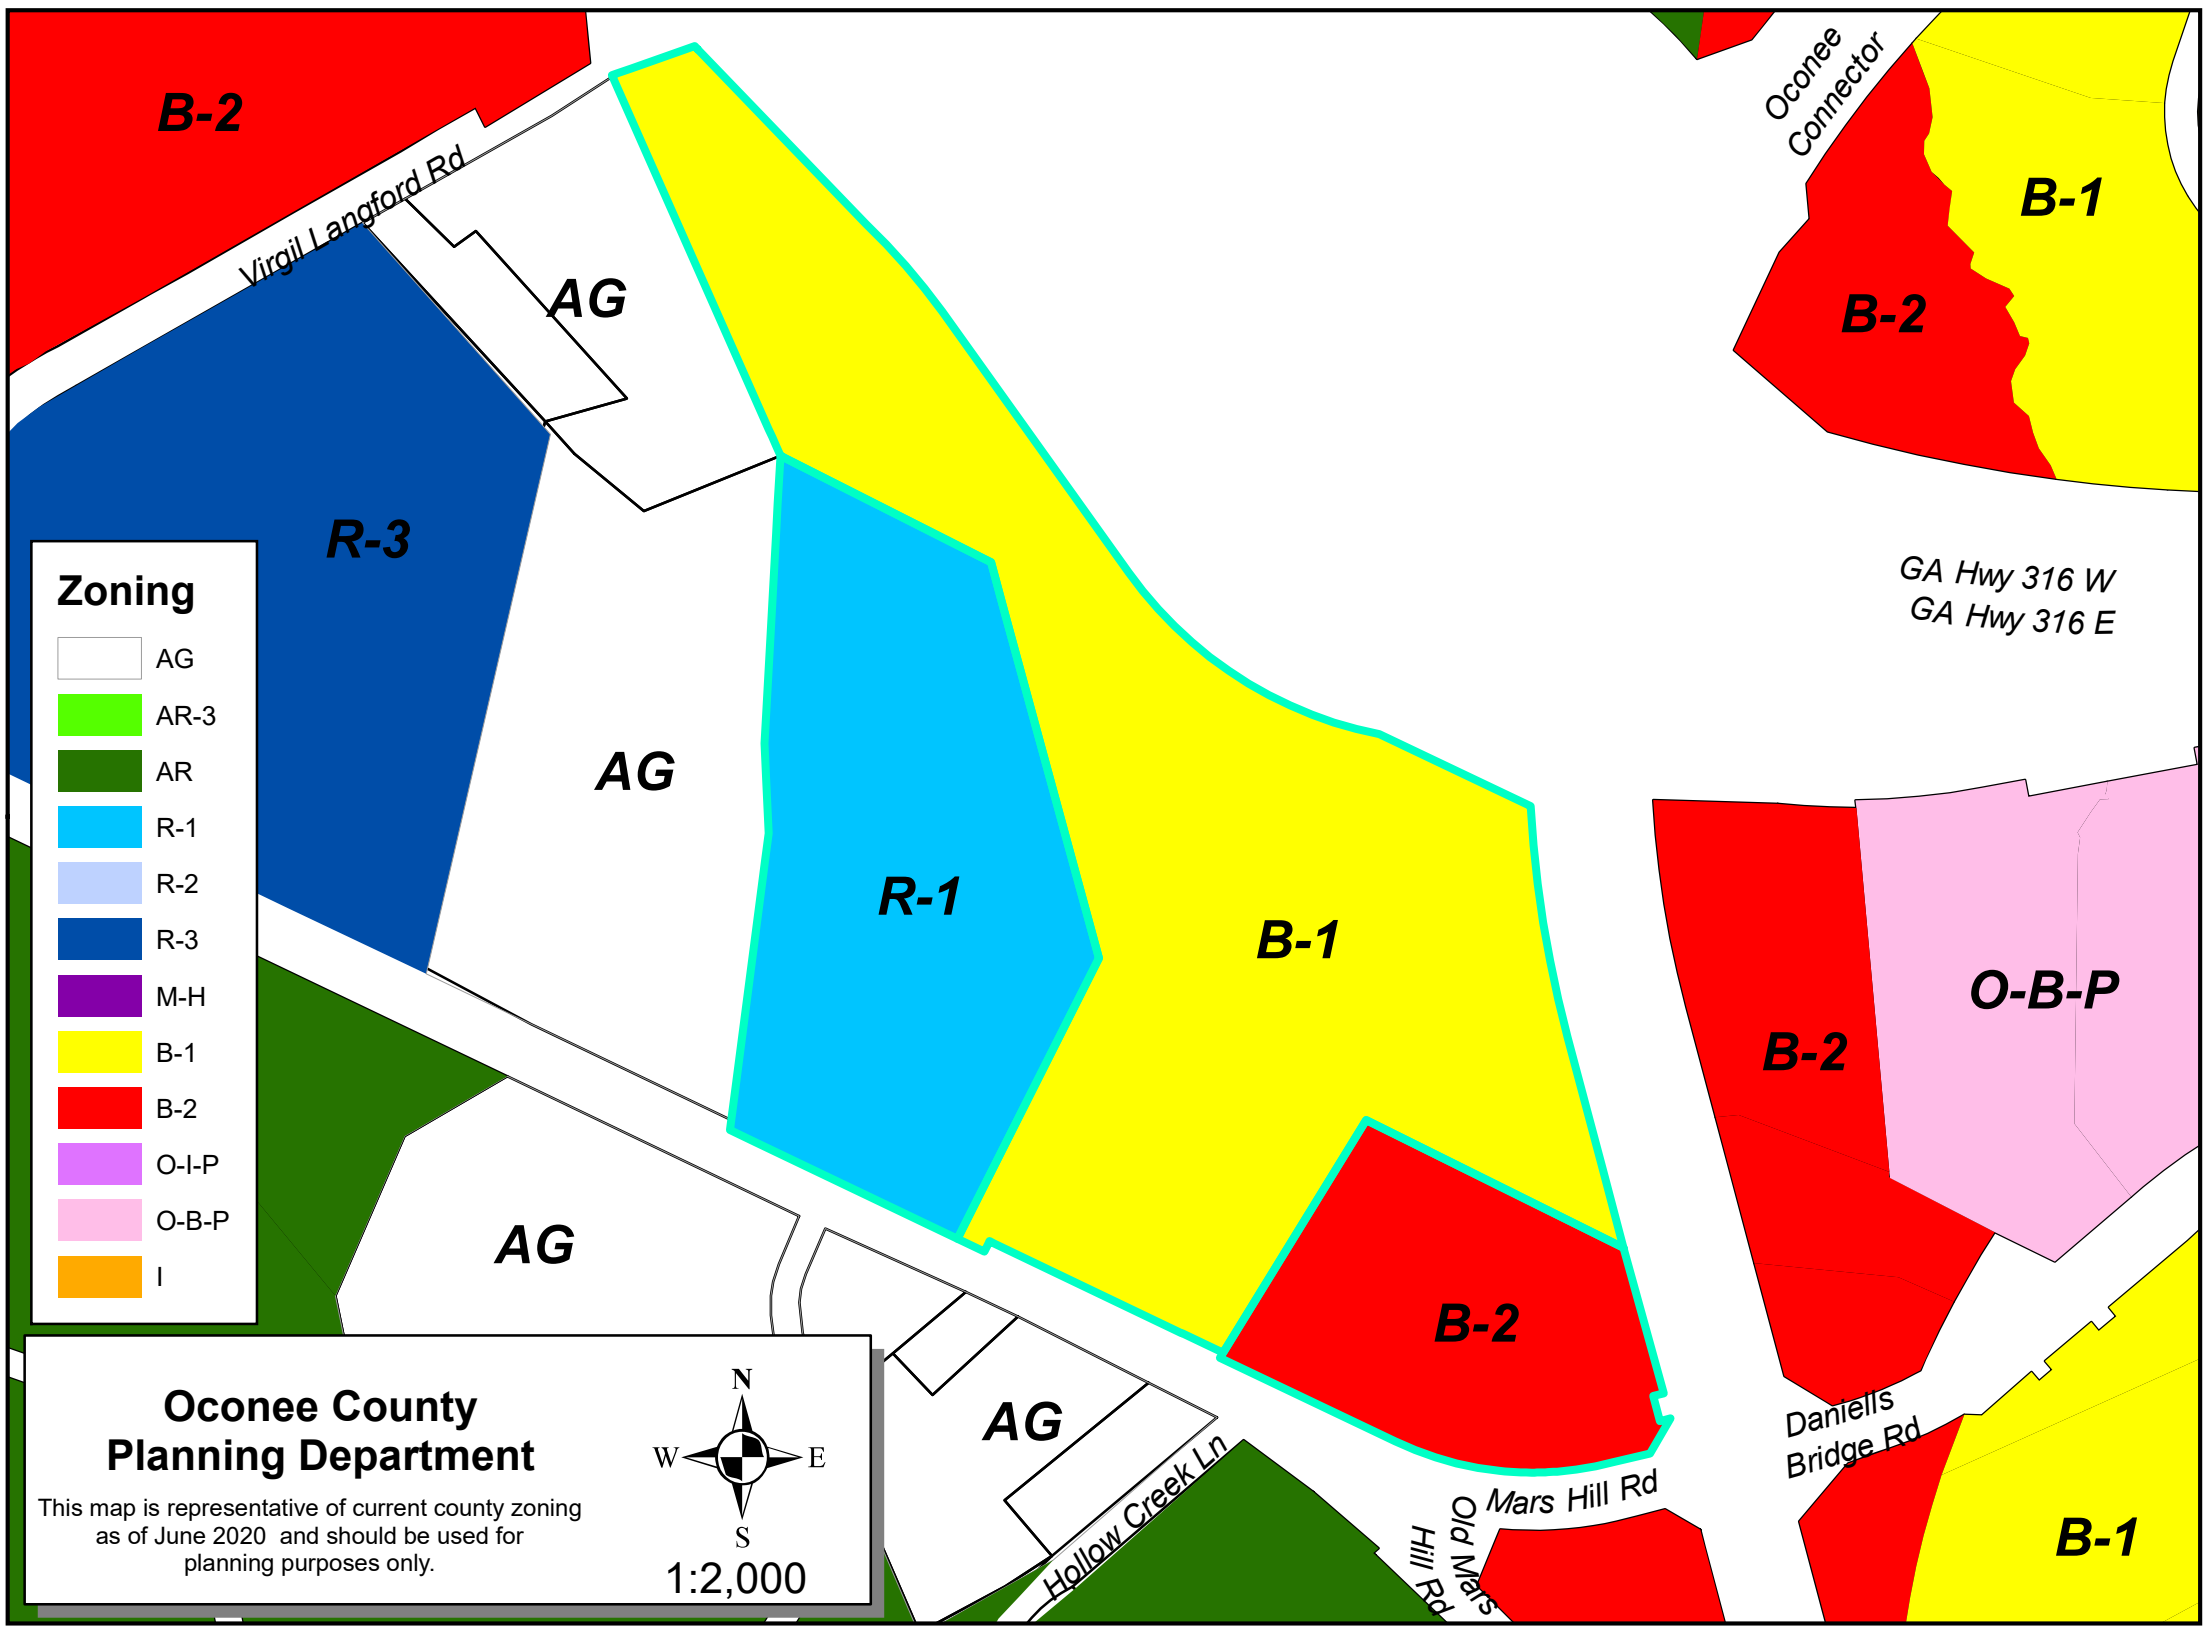 B-2
Oconee
Connector
Virgil Langford Rd
B-1
AG
B-2
R-3
GA Hwy 316 W
GA Hwy 316 E
Zoning
AG
AR-3
AR
R-1
R-2
R-3
M-H
B-1
B-2
O-I-P
O-B-P
I
AG
R-1
B-1
O-B-P
B-2
AG
B-2
AG
Daniells
Bridge Rd
Hollow Creek Ln
Mars Hill Rd
Old Mars
Hill Rd
B-1
Oconee County
Planning Department
This map is representative of current county zoning
as of June 2020 and should be used for
planning purposes only.
N
W E
S
1:2,000